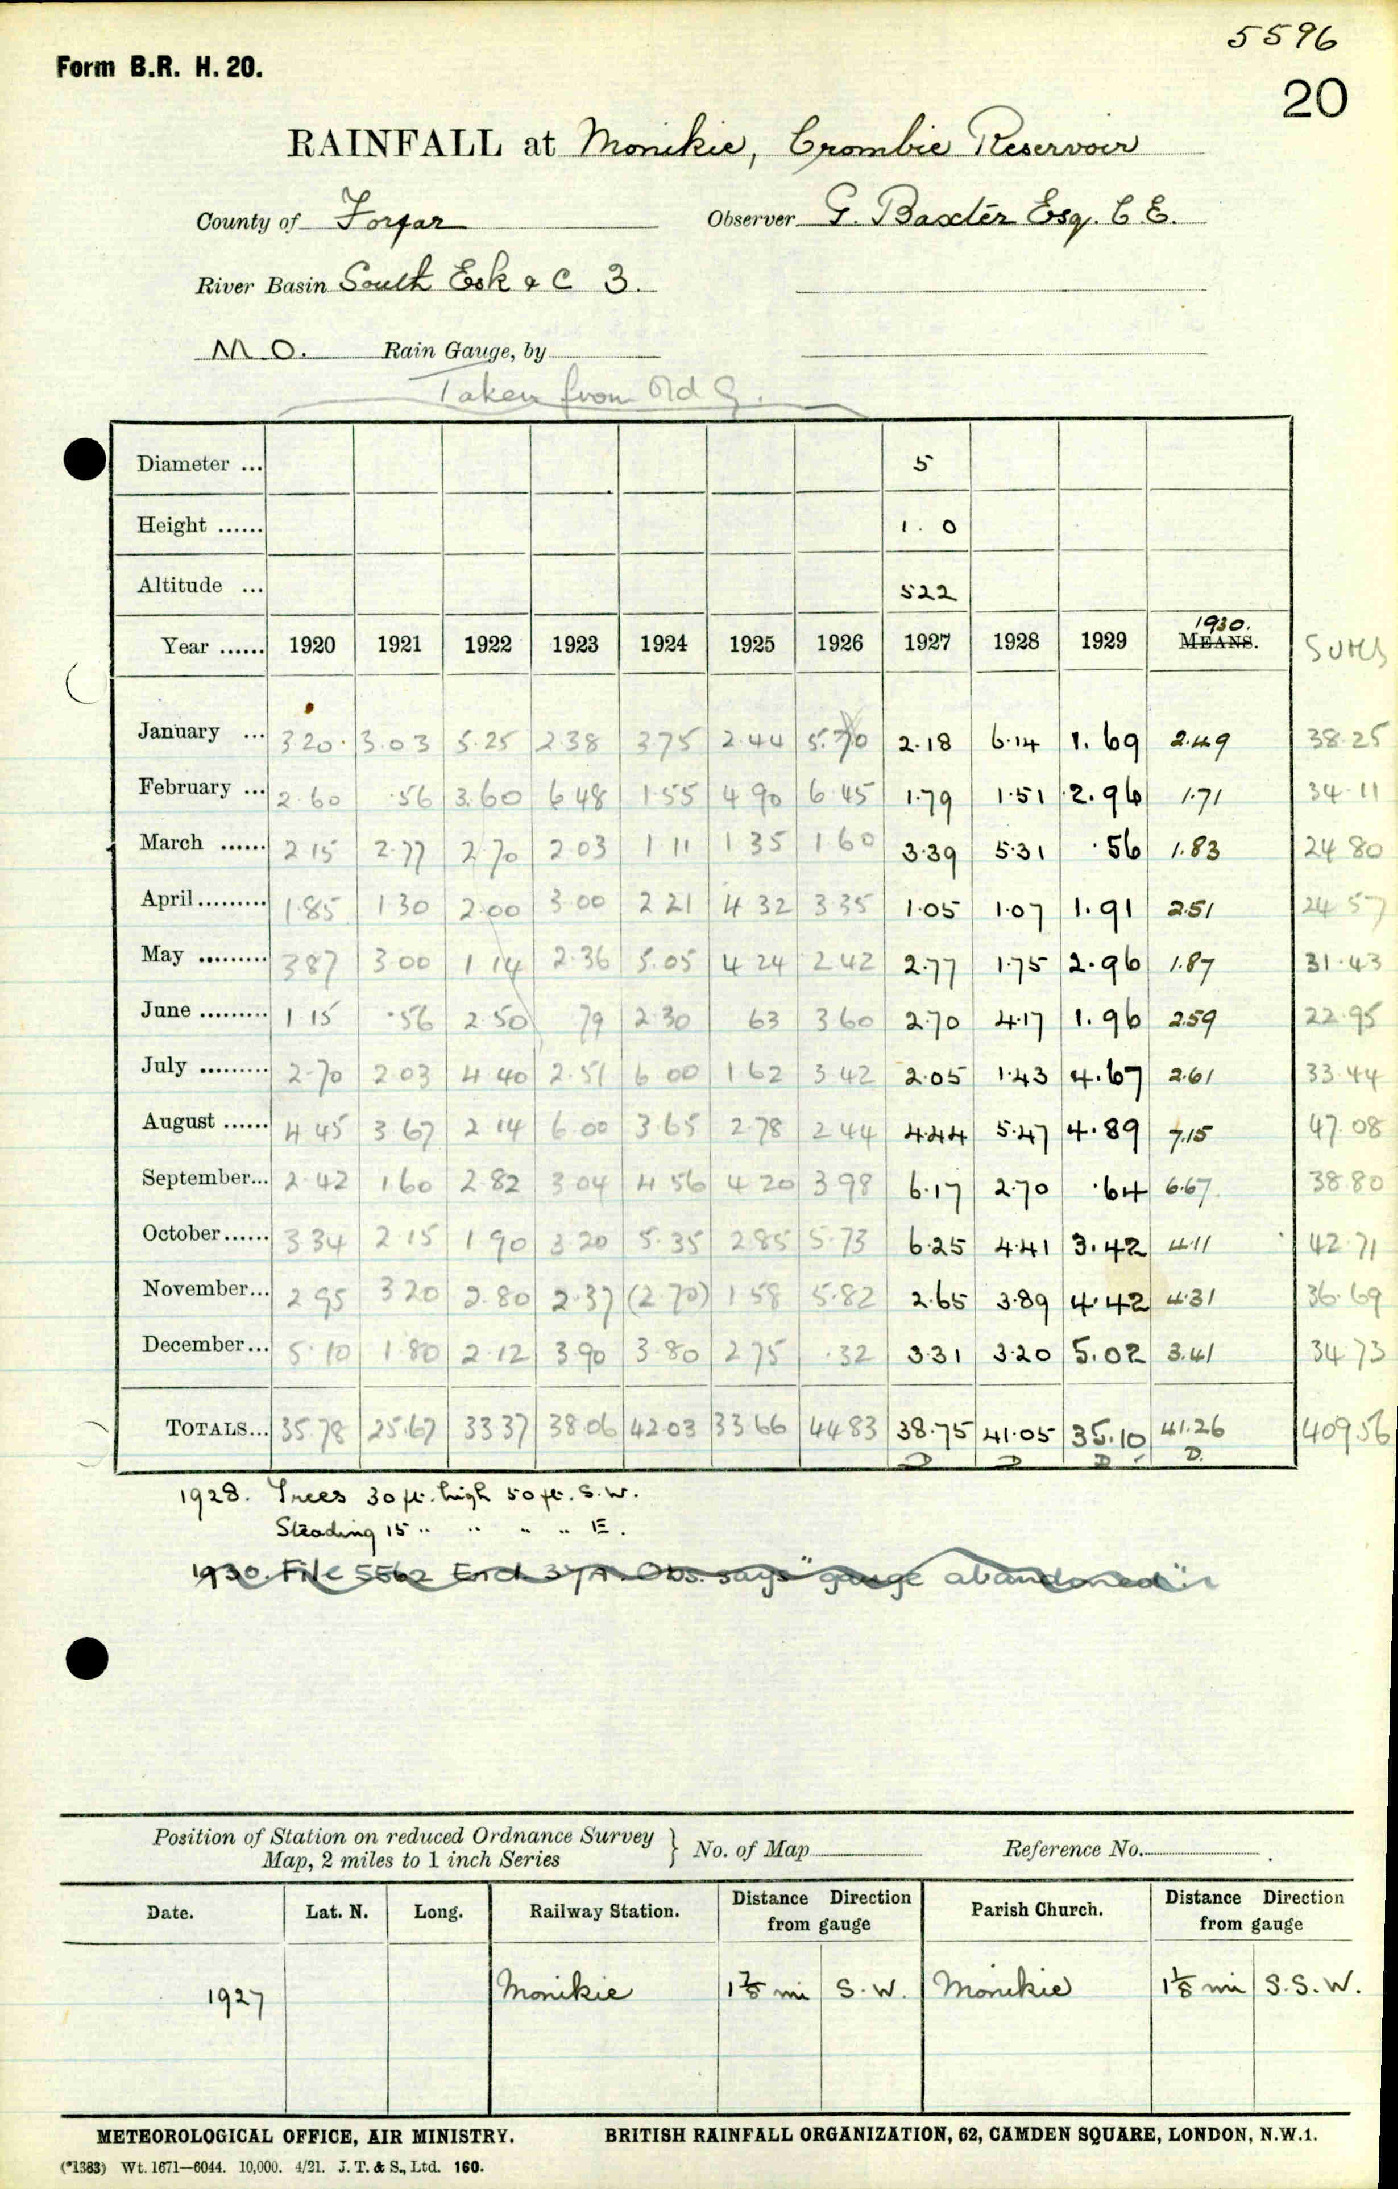 5596
Form B.R. H. 20.
20
RAINFALL at Monikie, Crombie Reservoir
County of Forfar Observer G. Baxter Esq. C E.
River Basin South Esk & C 3.
M O. Rain Gauge, by
Taken from Old G.
Diameter ... 5
Height ...... 1. 0
Altitude ... 522
1930.
Year ...... 1920 1921 1922 1923 1924 1925 1926 1927 1928 1929 MEANS. SUMS
January ... 3 20 3.03 5.25 2.38 3 75 2.44 5.70 2.18 6.14 1.69 2.49 38.25
February ... 2.60 .56 3.60 6 48 1 55 4 90 6.45 1.79 1.51 2.96 1.71 34.11
March ...... 2 15 2.77 2.70 2.03 1 11 1 35 1 60 3.39 5.31 .56 1.83 24 80
April ......... 1.85 1 30 2.00 3 00 2 21 4 32 3.35 1.05 1.07 1.91 2.51 24 57
May ......... 3 87 3 00 1 14 2.36 5.05 4 24 2 42 2.77 1.75 2.96 1.87 31.43
June ......... 1 15 .56 2 50 79 2 30 63 3 60 2.70 4.17 1.96 2.59 22.95
July ......... 2.70 2 03 4 40 2.51 6 00 1 62 3 42 2.05 1.43 4.67 2.61 33.44
August ...... 4 45 3 67 2 14 6.00 3.65 2.78 2 44 4.44 5.47 4.89 7.15 47.08
September... 2.42 1 60 2 82 3 04 4 56 4 20 3 98 6.17 2.70 .64 6.67 38.80
October ...... 3 34 2 15 1 90 3 20 5.35 2 85 5.73 6.25 4.41 3.42 4.11 42.71
November... 2 95 3 20 2.80 2.37 (2 70) 1 58 5.82 2.65 3.89 4.42 4.31 36.69
December... 5.10 1.80 2.12 3.90 3.80 2 75 .32 3.31 3.20 5.02 3.41 34 73
TOTALS... 35.78 25.67 33 37 38.06 42.03 33.66 44.83 38.75 41.05 35.10 41.26 409.56
D D D D.
1928. Trees 30 ft. high 50 ft. S.W.
Steading 15 " " " " E.
1930. File 5562 Encl 37A. Obs. says "gauge abandoned".
Position of Station on reduced Ordnance Survey
Map, 2 miles to 1 inch Series } No. of Map Reference No.
Date. Lat. N. Long. Railway Station. Distance Direction from gauge Parish Church. Distance Direction from gauge
1927 Monikie 1⅞ mi S. W. Monikie 1⅛ mi S. S. W.
METEOROLOGICAL OFFICE, AIR MINISTRY. BRITISH RAINFALL ORGANIZATION, 62, CAMDEN SQUARE, LONDON, N.W.1.
(*1383) Wt. 1671—6044. 10,000. 4/21. J. T. & S., Ltd. 160.